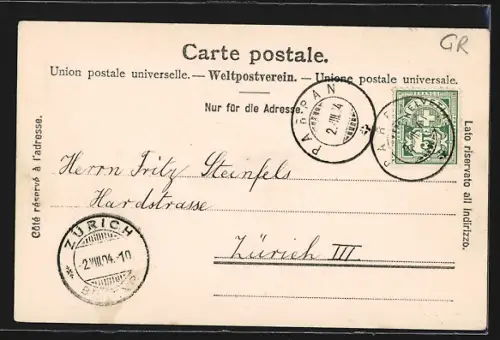 GR
Carte postale.
Union postale universelle. — Weltpostverein. — Unione postale universale.
Nur für die Adresse.
PARPAN
2.VIII.04
HELVETIA
Côté réservé à l'adresse.
Lato riservato all indirizzo.
Herrn Fritz Steinfels
Hardstrasse
Zürich III
ZÜRICH
2.VIII.04.-10